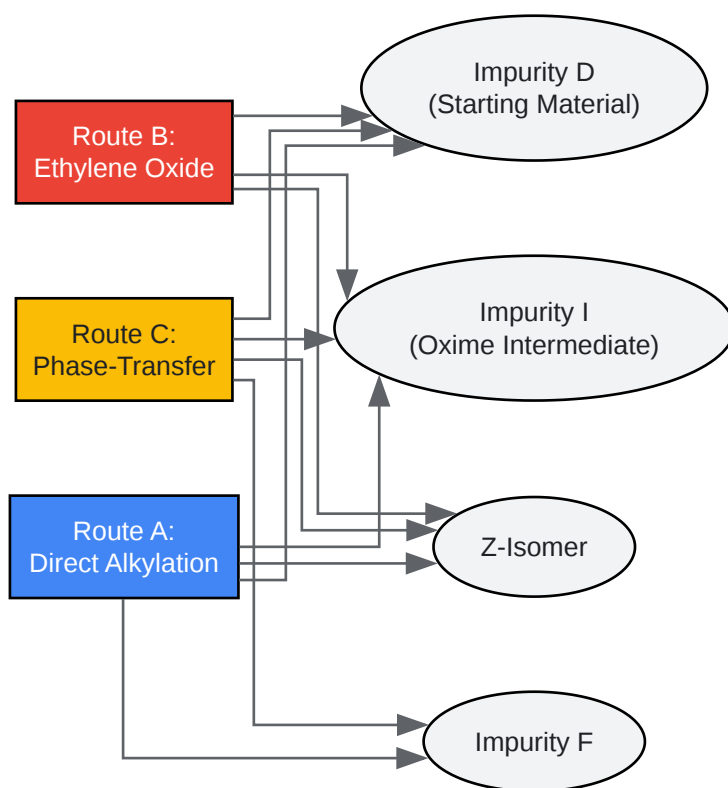 Impurity D
(Starting Material)
Route B:
Ethylene Oxide
Route C:
Phase-Transfer
Impurity I
(Oxime Intermediate)
Route A:
Direct Alkylation
Z-Isomer
Impurity F